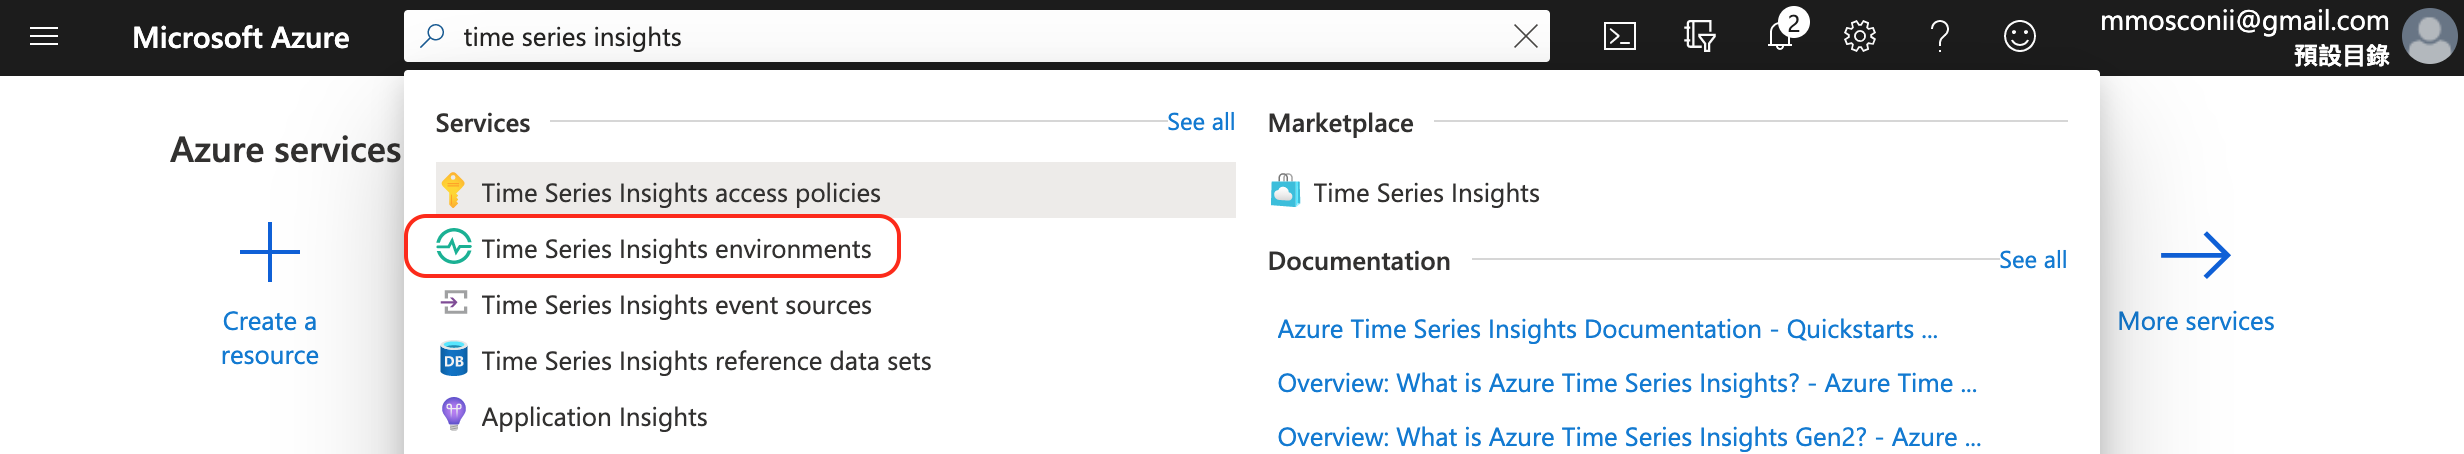 Microsoft Azure
time series insights
2
mmosconii@gmail.com
預設目錄
Azure services
Create a
resource
Services
See all
Time Series Insights access policies
Time Series Insights environments
Time Series Insights event sources
DB
Time Series Insights reference data sets
Application Insights
Marketplace
Time Series Insights
Documentation
See all
Azure Time Series Insights Documentation - Quickstarts ...
Overview: What is Azure Time Series Insights? - Azure Time ...
Overview: What is Azure Time Series Insights Gen2? - Azure ...
More services